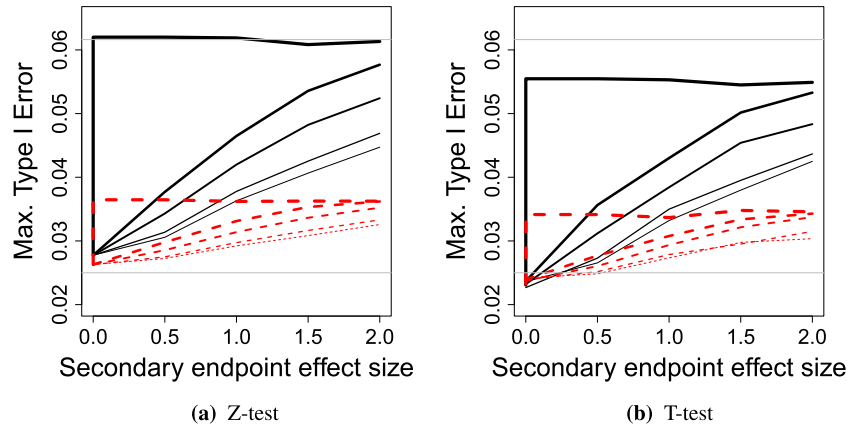 Max. Type I Error
0.02 0.03 0.04 0.05 0.06
0.0 0.5 1.0 1.5 2.0
Secondary endpoint effect size
(a) Z-test
Max. Type I Error
0.02 0.03 0.04 0.05 0.06
0.0 0.5 1.0 1.5 2.0
Secondary endpoint effect size
(b) T-test